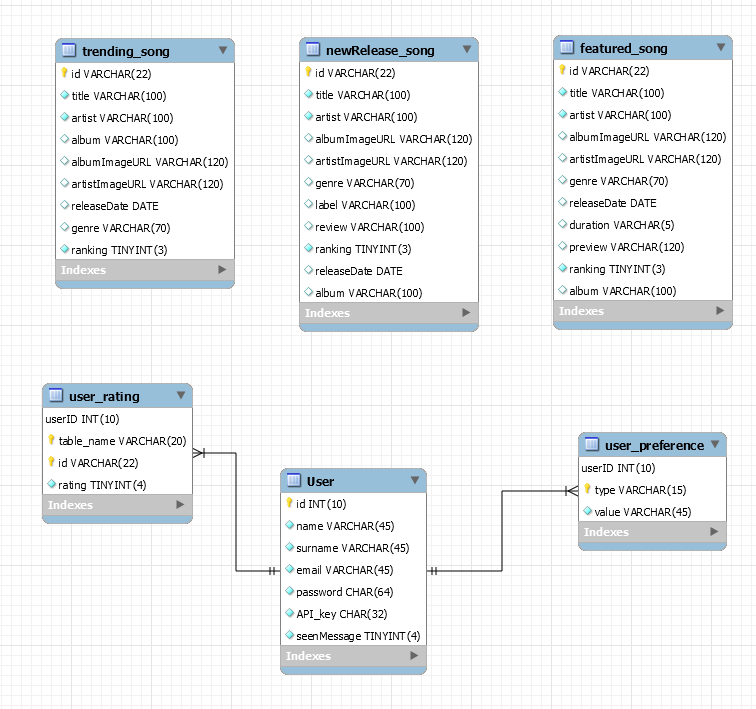 trending_song
id VARCHAR(22)
title VARCHAR(100)
artist VARCHAR(100)
album VARCHAR(100)
albumImageURL VARCHAR(120)
artistImageURL VARCHAR(120)
releaseDate DATE
genre VARCHAR(70)
ranking TINYINT(3)
Indexes
newRelease_song
id VARCHAR(22)
title VARCHAR(100)
artist VARCHAR(100)
albumImageURL VARCHAR(120)
artistImageURL VARCHAR(120)
genre VARCHAR(70)
label VARCHAR(100)
review VARCHAR(100)
ranking TINYINT(3)
releaseDate DATE
album VARCHAR(100)
Indexes
featured_song
id VARCHAR(22)
title VARCHAR(100)
artist VARCHAR(100)
albumImageURL VARCHAR(120)
artistImageURL VARCHAR(120)
genre VARCHAR(70)
releaseDate DATE
duration VARCHAR(5)
preview VARCHAR(120)
ranking TINYINT(3)
album VARCHAR(100)
Indexes
user_rating
userID INT(10)
table_name VARCHAR(20)
id VARCHAR(22)
rating TINYINT(4)
Indexes
User
id INT(10)
name VARCHAR(45)
surname VARCHAR(45)
email VARCHAR(45)
password CHAR(64)
API_key CHAR(32)
seenMessage TINYINT(4)
Indexes
user_preference
userID INT(10)
type VARCHAR(15)
value VARCHAR(45)
Indexes